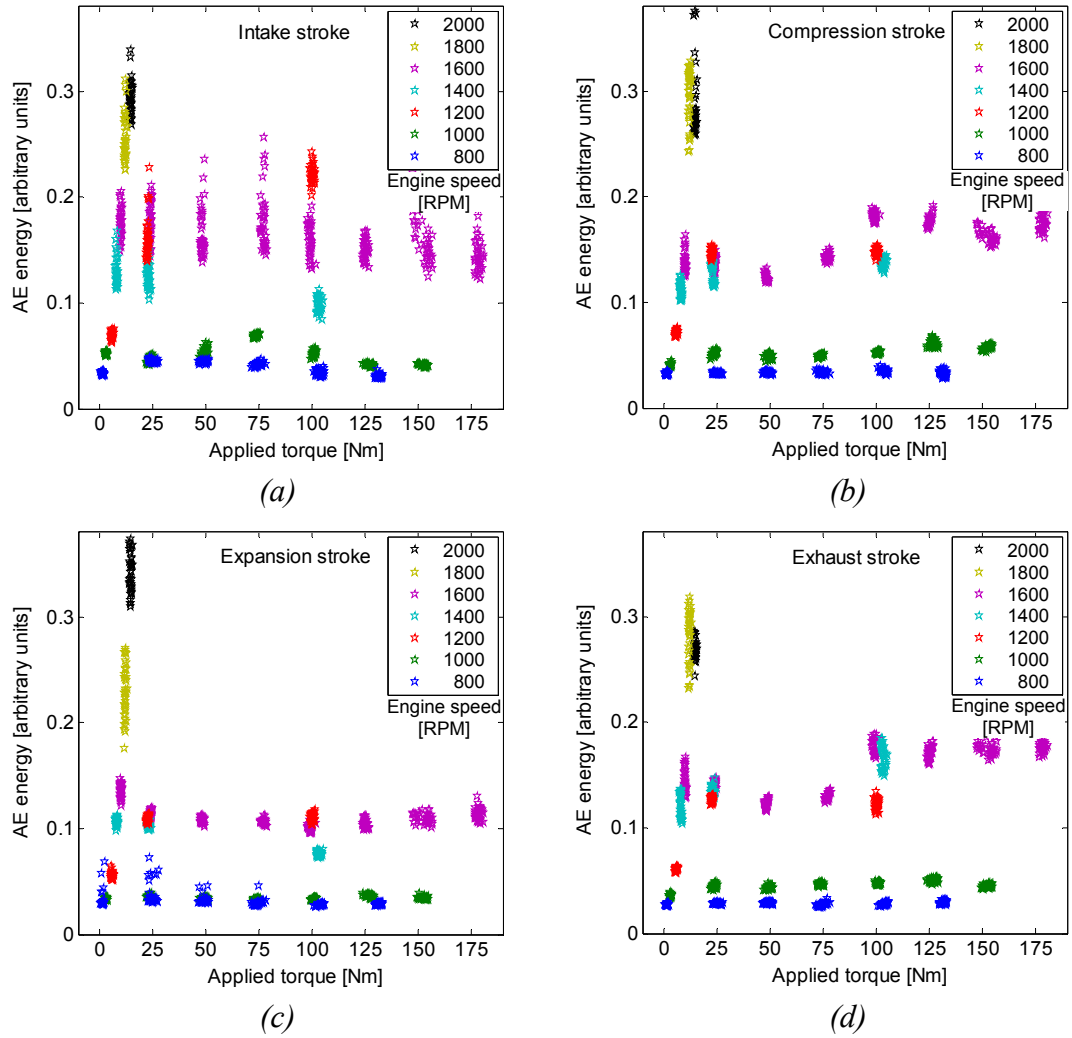 Intake stroke
2000
1800
1600
1400
1200
1000
800
Engine speed
[RPM]
0.3
0.2
0.1
0
AE energy [arbitrary units]
0 25 50 75 100 125 150 175
Applied torque [Nm]
(a)
Compression stroke
2000
1800
1600
1400
1200
1000
800
Engine speed
[RPM]
0.3
0.2
0.1
0
AE energy [arbitrary units]
0 25 50 75 100 125 150 175
Applied torque [Nm]
(b)
Expansion stroke
2000
1800
1600
1400
1200
1000
800
Engine speed
[RPM]
0.3
0.2
0.1
0
AE energy [arbitrary units]
0 25 50 75 100 125 150 175
Applied torque [Nm]
(c)
Exhaust stroke
2000
1800
1600
1400
1200
1000
800
Engine speed
[RPM]
0.3
0.2
0.1
0
AE energy [arbitrary units]
0 25 50 75 100 125 150 175
Applied torque [Nm]
(d)